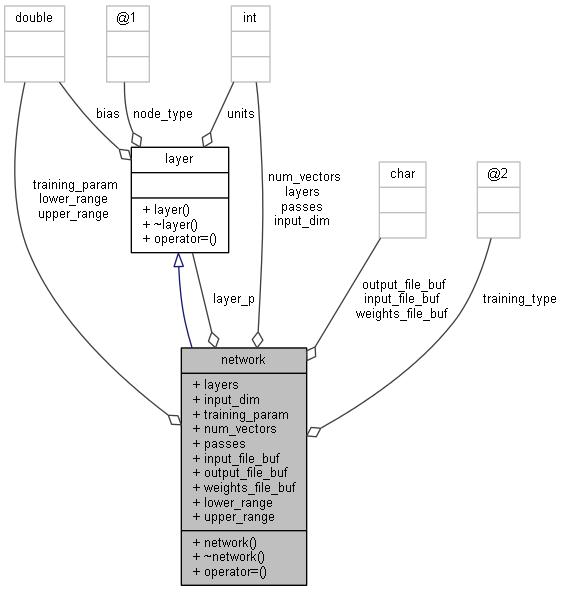 double
@1
int
bias
node_type
units
layer
+ layer()
+ ~layer()
+ operator=()
char
@2
training_param
lower_range
upper_range
num_vectors
layers
passes
input_dim
layer_p
output_file_buf
input_file_buf
weights_file_buf
training_type
network
+ layers
+ input_dim
+ training_param
+ num_vectors
+ passes
+ input_file_buf
+ output_file_buf
+ weights_file_buf
+ lower_range
+ upper_range
+ network()
+ ~network()
+ operator=()